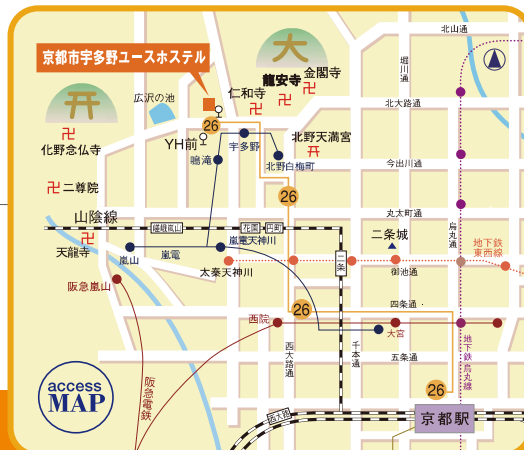 北山通
京都市宇多野ユースホステル
堀川通
龍安寺
金閣寺
仁和寺
広沢の池
北大路通
26
化野念仏寺
YH前
宇多野
北野天満宮
鳴滝
北野白梅町
今出川通
二尊院
26
丸太町通
山陰線
嵯峨嵐山
花園
円町
二条城
烏丸通
地下鉄
東西線
天龍寺
嵐電天神川
嵐山
嵐電
太秦天神川
二条
御池通
阪急嵐山
四条通
26
西院
大宮
西大路通
千本通
五条通
地下鉄烏丸線
阪急電鉄
access
MAP
26
西大路
京都駅